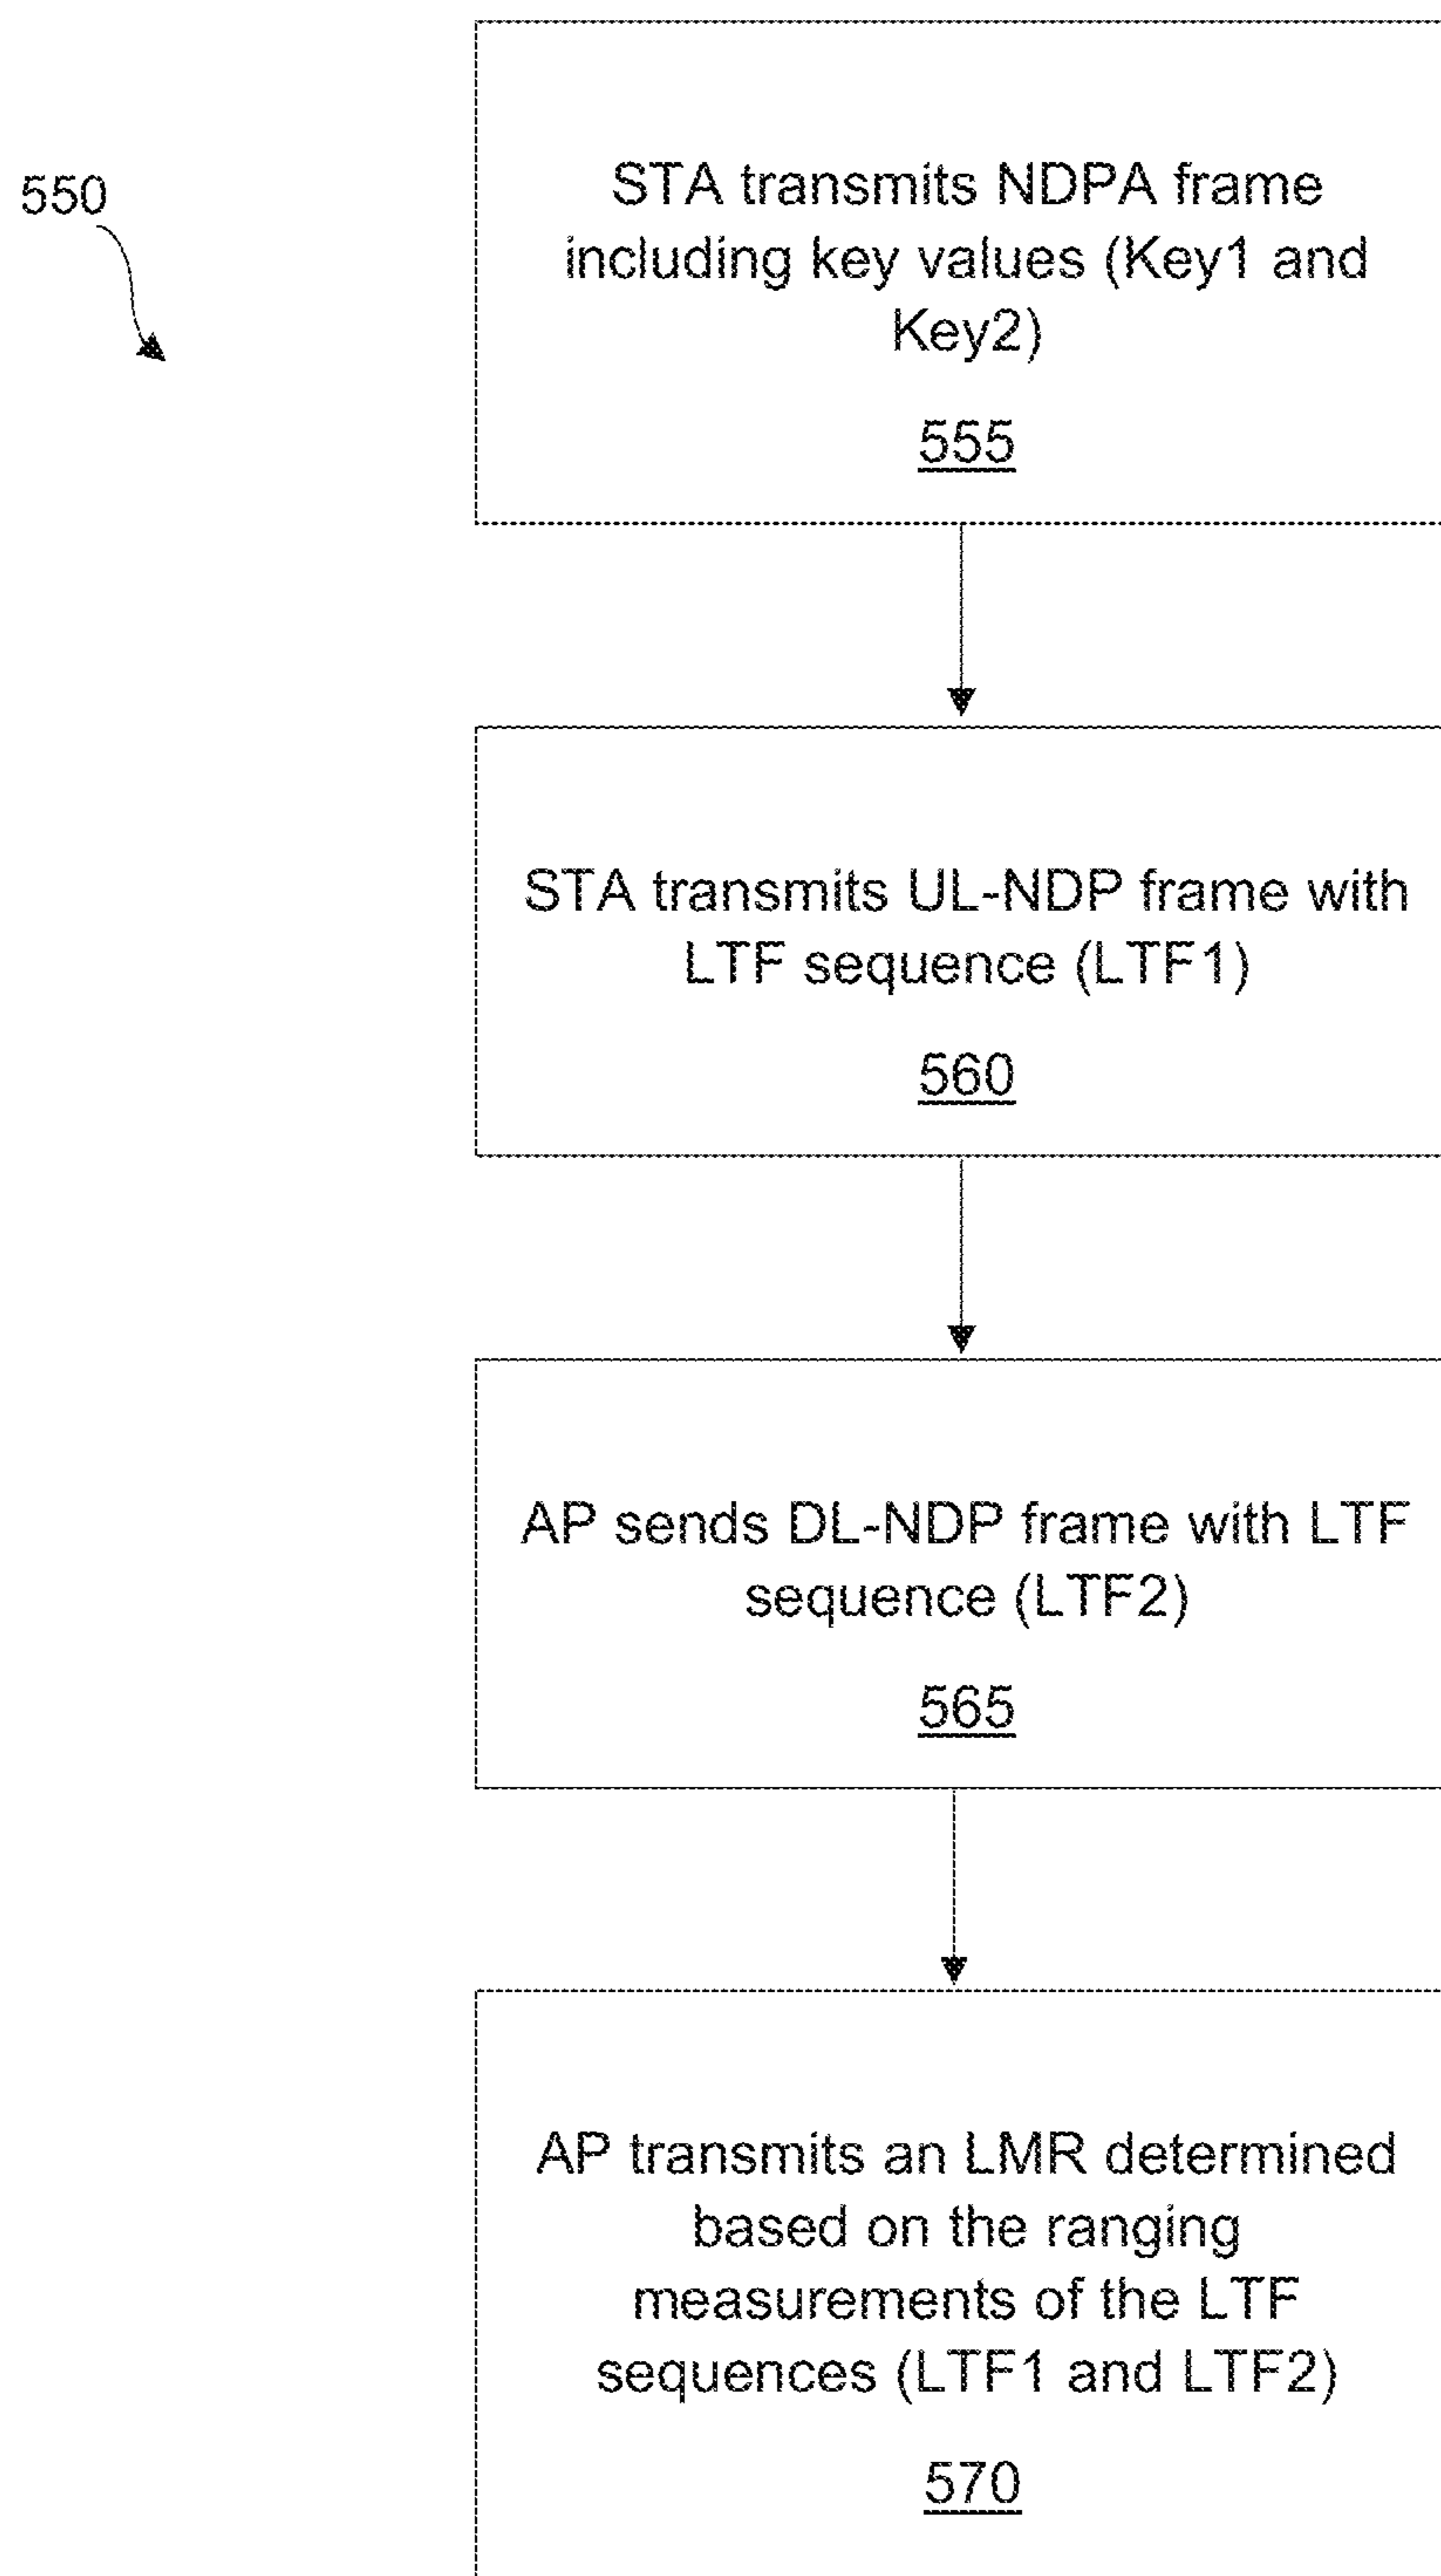 550
STA transmits NDPA frame
including key values (Key1 and
Key2)
555
STA transmits UL-NDP frame with
LTF sequence (LTF1)
560
AP sends DL-NDP frame with LTF
sequence (LTF2)
565
AP transmits an LMR determined
based on the ranging
measurements of the LTF
sequences (LTF1 and LTF2)
570